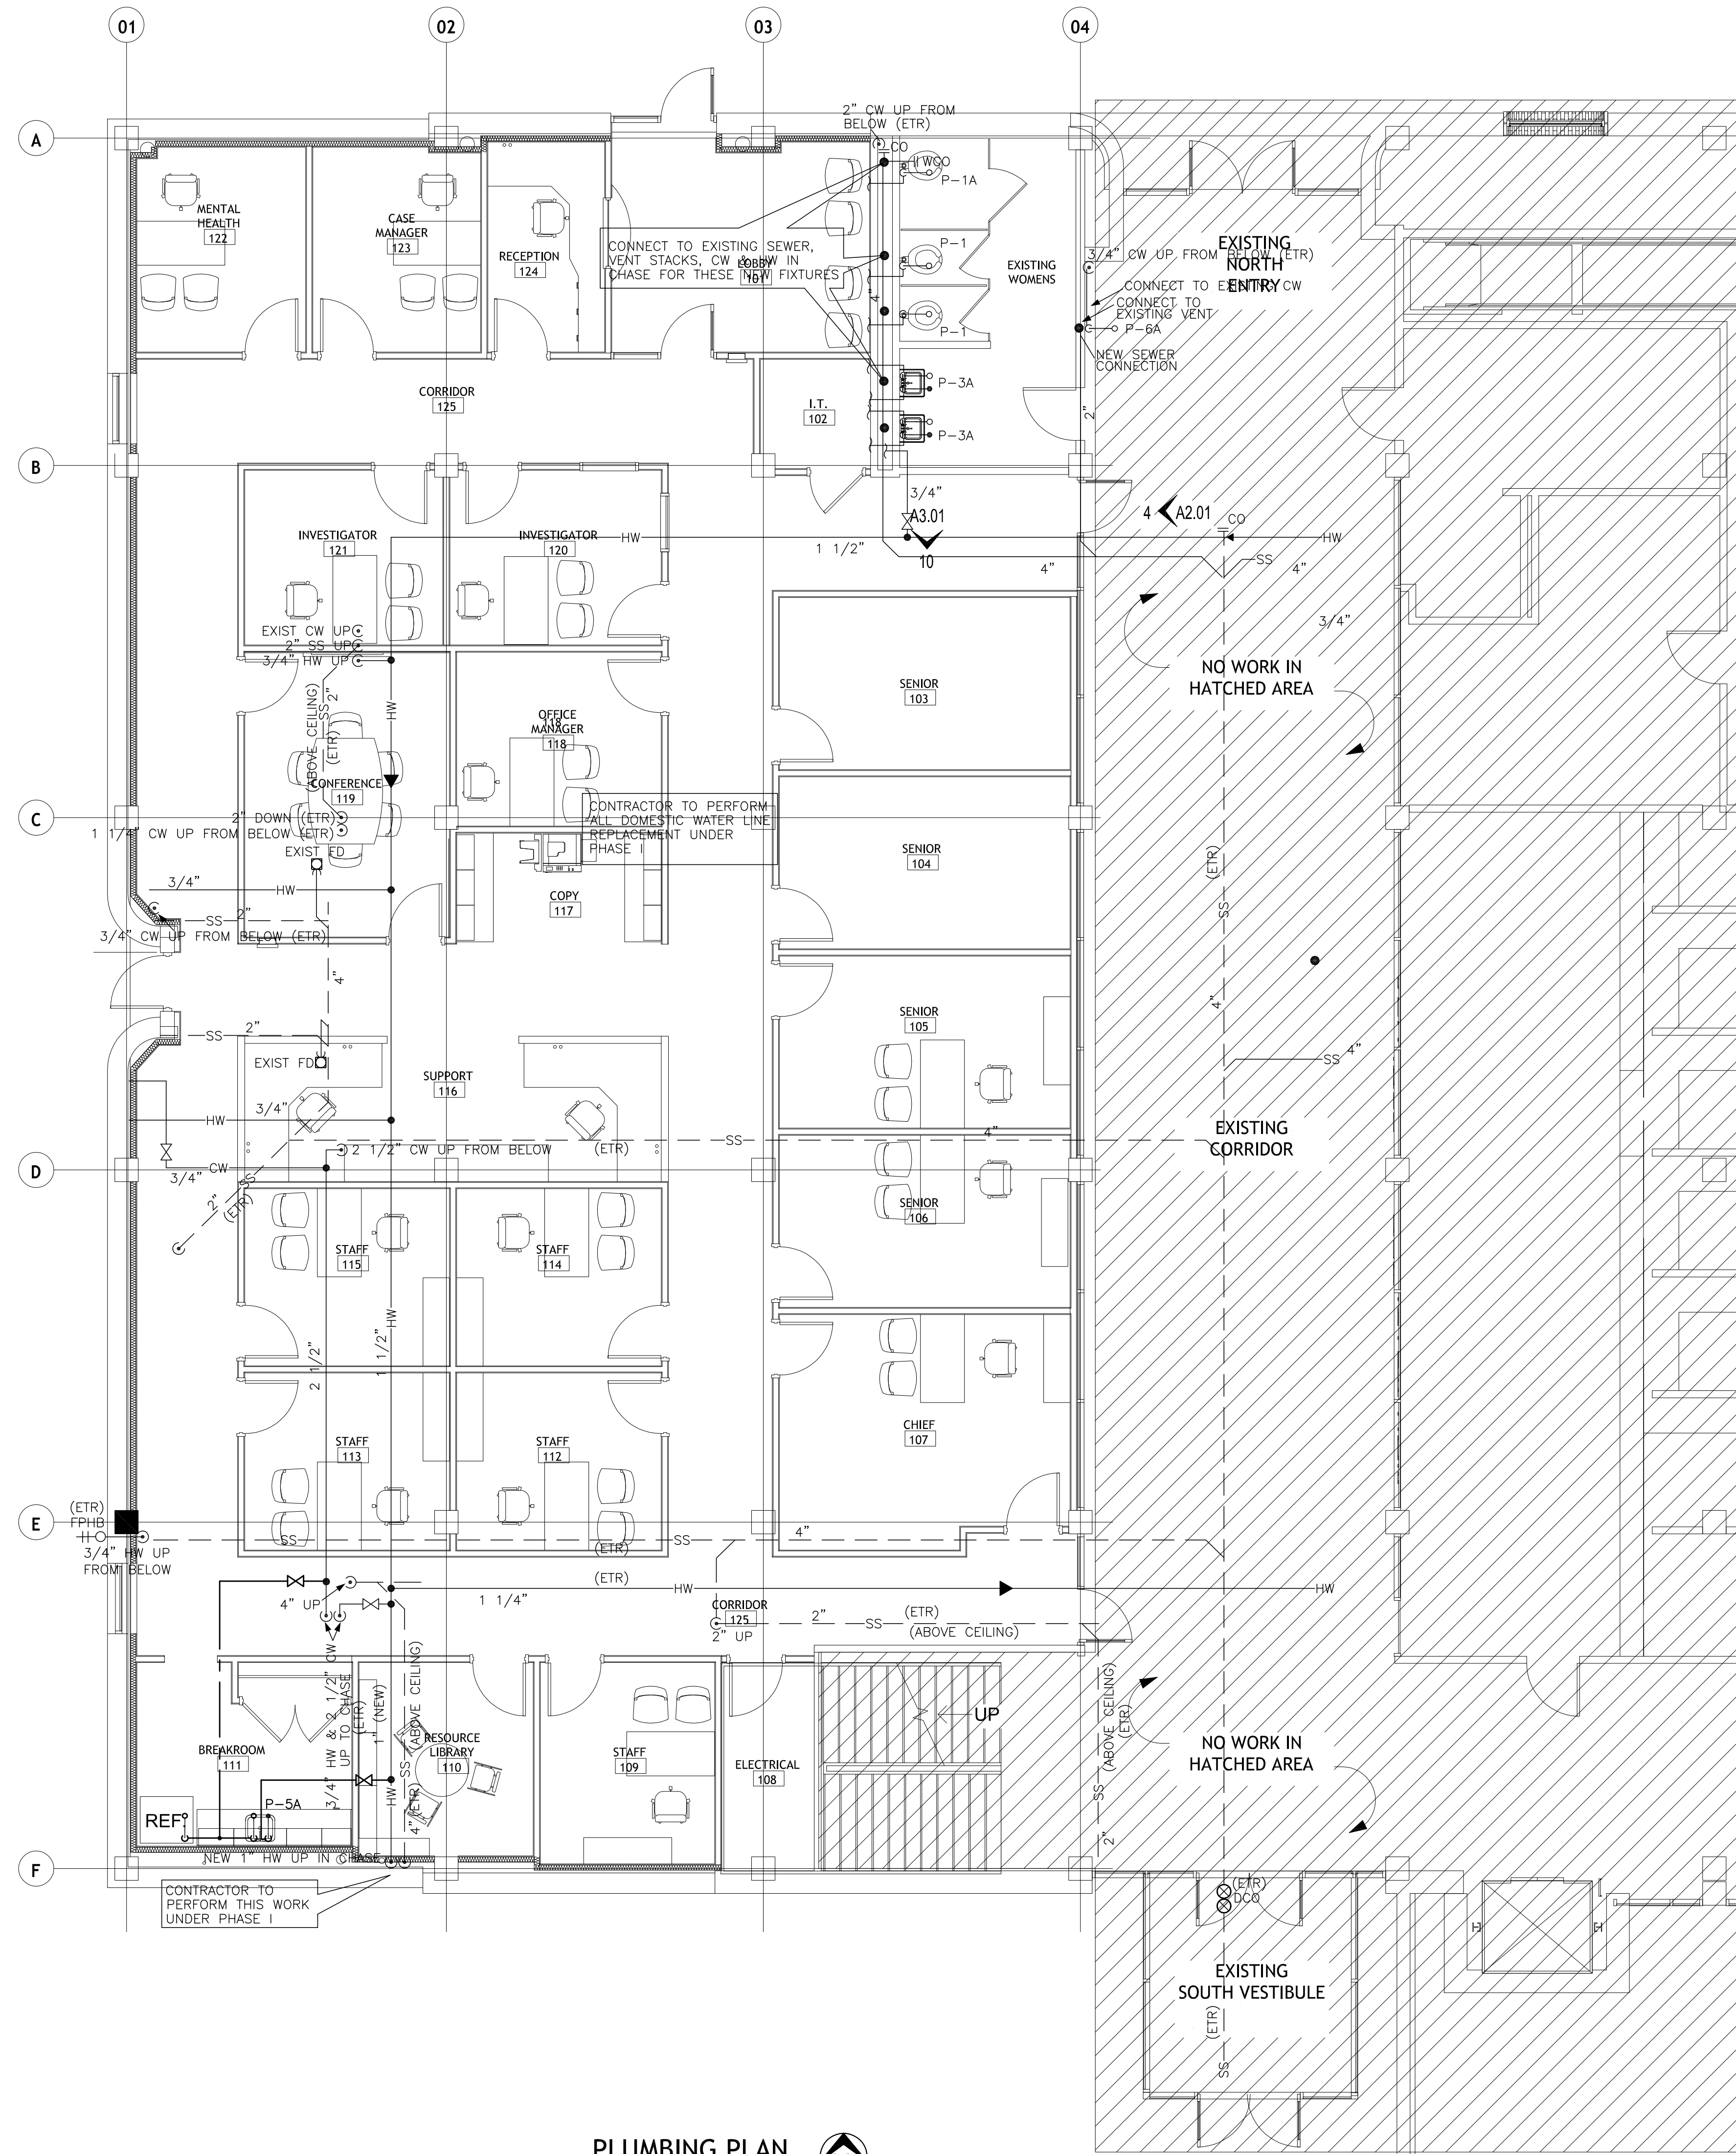 01
02
03
04
A
B
C
D
E
F
2" CW UP FROM
BELOW (ETR)
CO
WCO
P-1A
MENTAL
HEALTH
122
CASE
MANAGER
123
RECEPTION
124
CONNECT TO EXISTING SEWER,
VENT STACKS, CW & HW IN
CHASE FOR THESE NEW FIXTURES
LOBBY
101
4"
P-1
P-1
EXISTING
WOMENS
EXISTING
NORTH
ENTRY
3/4" CW UP FROM BELOW (ETR)
CONNECT TO EXISTING CW
CONNECT TO
EXISTING VENT
P-6A
NEW SEWER
CONNECTION
2"
CORRIDOR
125
I.T.
102
P-3A
P-3A
3/4"
A3.01
10
4
A2.01
CO
INVESTIGATOR
121
INVESTIGATOR
120
HW
1 1/2"
HW
SS
4"
4"
3/4"
EXIST CW UP
2" SS UP
3/4" HW UP
NO WORK IN
HATCHED AREA
SENIOR
103
(ABOVE CEILING)
SS 2"
(ETR)
HW
OFFICE
118
MANAGER
118
CONFERENCE
119
2" DOWN (ETR)
1 1/4" CW UP FROM BELOW (ETR)
EXIST FD
CONTRACTOR TO PERFORM
ALL DOMESTIC WATER LINE
REPLACEMENT UNDER
PHASE I
SENIOR
104
(ETR)
SS
4"
3/4"
HW
COPY
117
SS
2"
3/4" CW UP FROM BELOW (ETR)
4"
SENIOR
105
SS
2"
EXIST FD
SUPPORT
116
SS
4"
3/4"
HW
EXISTING
CORRIDOR
2 1/2" CW UP FROM BELOW
(ETR)
SS
4"
CW
3/4"
2"
SS
(ETR)
SENIOR
106
STAFF
115
STAFF
114
HW
1 1/2"
2 1/2"
CHIEF
107
STAFF
113
STAFF
112
(ETR)
FPHB
3/4" HW UP
FROM BELOW
SS
(ETR)
SS
4"
(ETR)
HW
HW
1 1/4"
4" UP
CORRIDOR
125
2" UP
2"
SS
(ETR)
(ABOVE CEILING)
3/4" HW & 2 1/2" CW
UP TO CHASE
(ETR)
1" (NEW)
HW
4" (ETR)
SS
(ABOVE CEILING)
BREAKROOM
111
RESOURCE
LIBRARY
110
STAFF
109
ELECTRICAL
108
UP
2"
SS
(ABOVE CEILING)
(ETR)
NO WORK IN
HATCHED AREA
REF.
P-5A
NEW 1" HW UP IN CHASE
CONTRACTOR TO
PERFORM THIS WORK
UNDER PHASE I
(ETR)
DCO
EXISTING
SOUTH VESTIBULE
(ETR)
SS
PLUMBING PLAN